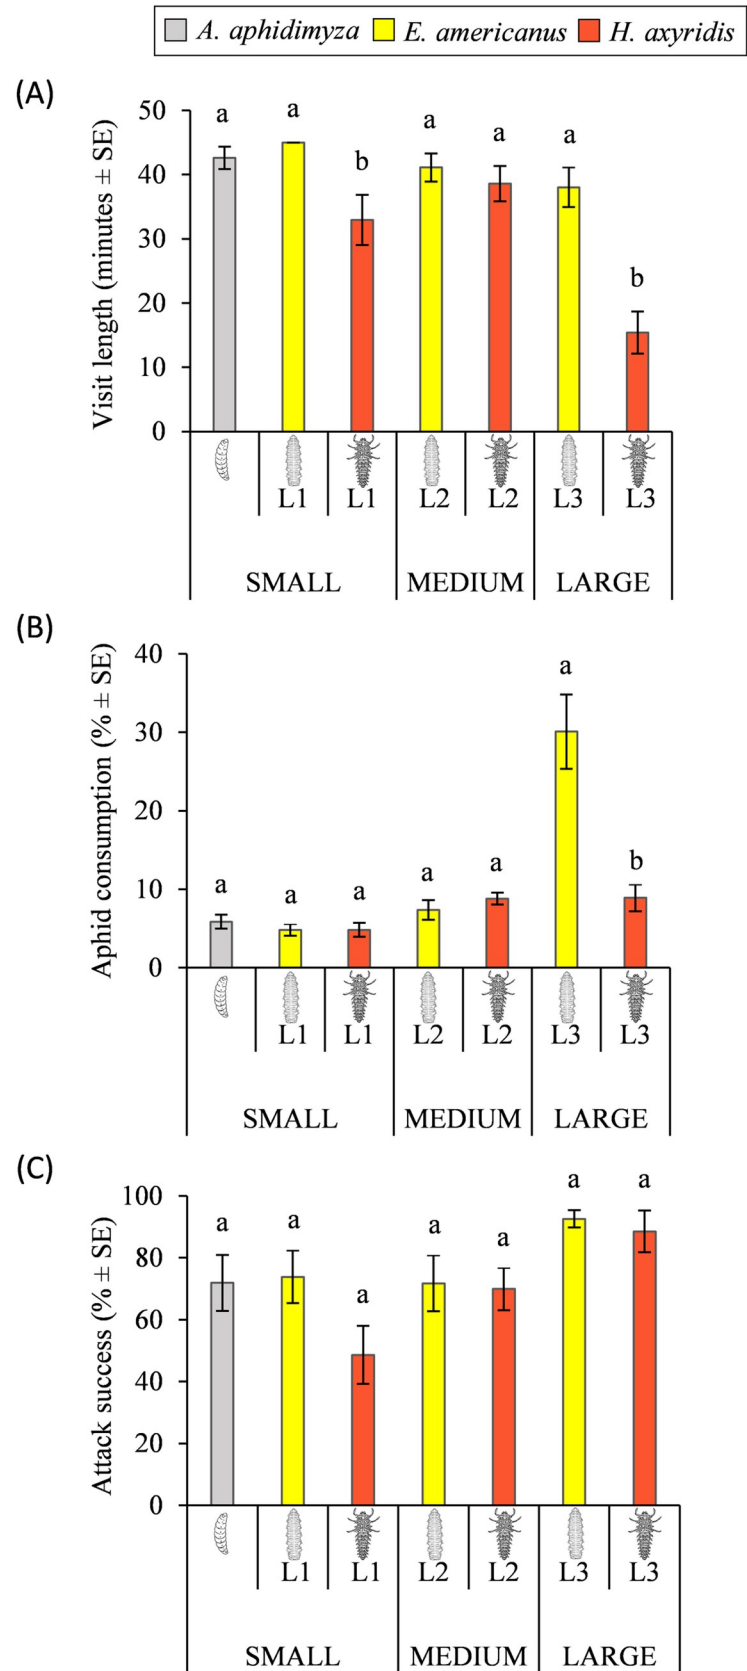 A. aphidimyza E. americanus H. axyridis
(A)
Visit length (minutes ± SE)
50
40
30
20
10
0
a a b a a a b
L1 L1 L2 L2 L3 L3
SMALL MEDIUM LARGE
(B)
Aphid consumption (% ± SE)
40
30
20
10
0
a a a a a a b
L1 L1 L2 L2 L3 L3
SMALL MEDIUM LARGE
(C)
Attack success (% ± SE)
100
80
60
40
20
0
a a a a a a a
L1 L1 L2 L2 L3 L3
SMALL MEDIUM LARGE